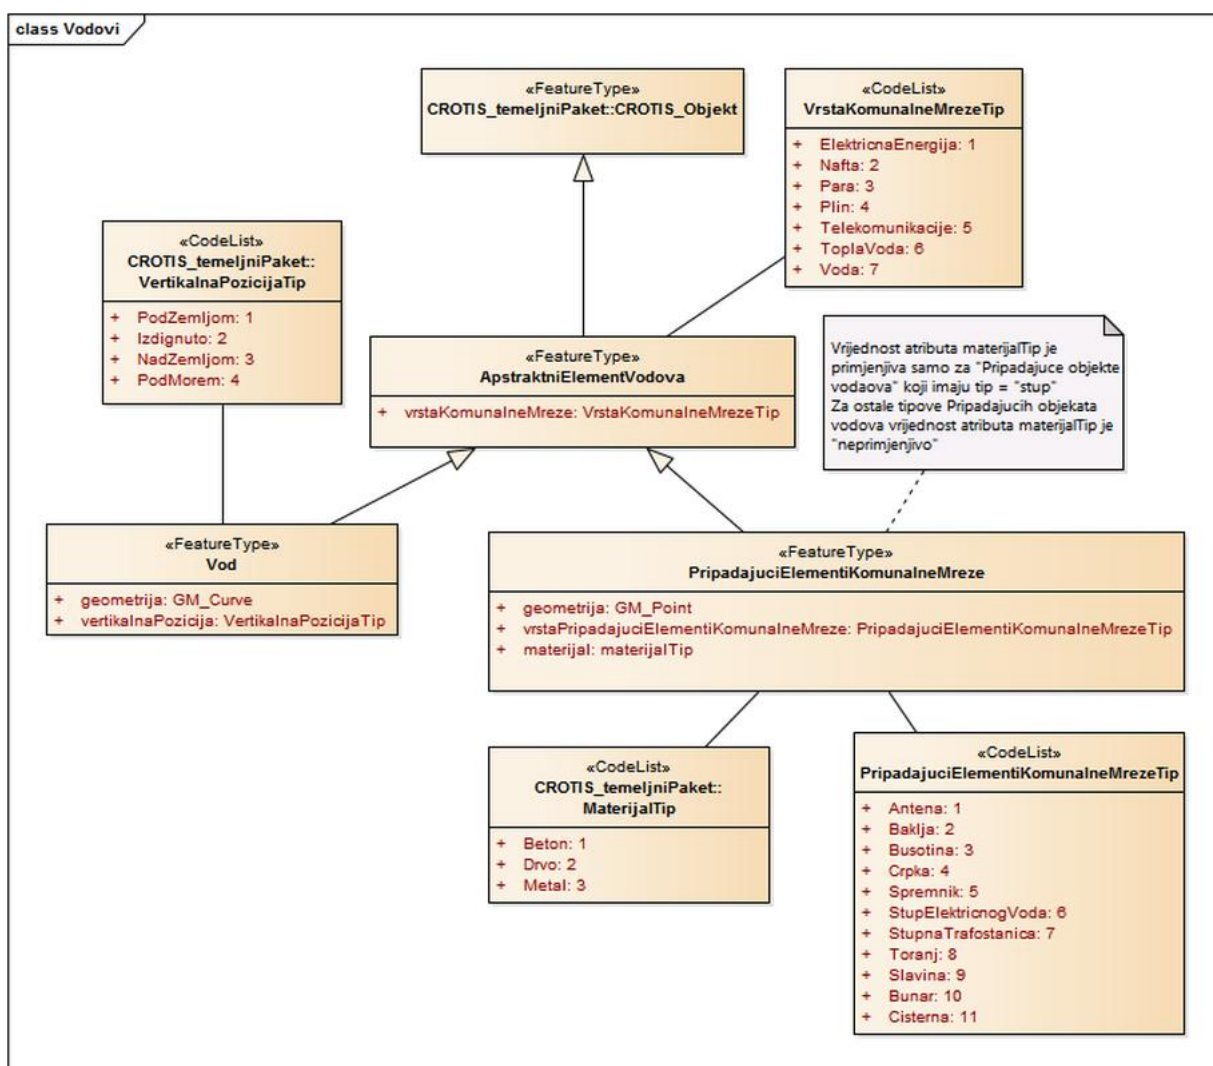 class Vodovi
«FeatureType»
CROTIS_temeljniPaket::CROTIS_Objekt
«CodeList»
VrstaKomunalneMrezeTip
+ ElektricnaEnergija: 1
+ Nafta: 2
+ Para: 3
+ Plin: 4
+ Telekomunikacije: 5
+ ToplaVoda: 6
+ Voda: 7
«CodeList»
CROTIS_temeljniPaket::
VertikalnaPozicijaTip
+ PodZemljom: 1
+ Izdignuto: 2
+ NadZemljom: 3
+ PodMorem: 4
«FeatureType»
ApstraktniElementVodova
+ vrstaKomunalneMreze: VrstaKomunalneMrezeTip
Vrijednost atributa materijalTip je
primjenjiva samo za "Pripadajuce objekte
vodaova" koji imaju tip = "stup"
Za ostale tipove Pripadajucih objekata
vodova vrijednost atributa materijalTip je
"neprimjenjivo"
«FeatureType»
Vod
+ geometrija: GM_Curve
+ vertikalnaPozicija: VertikalnaPozicijaTip
«FeatureType»
PripadajuciElementiKomunalneMreze
+ geometrija: GM_Point
+ vrstaPripadajuciElementiKomunalneMreze: PripadajuciElementiKomunalneMrezeTip
+ materijal: materijalTip
«CodeList»
CROTIS_temeljniPaket::
MaterijalTip
+ Beton: 1
+ Drvo: 2
+ Metal: 3
«CodeList»
PripadajuciElementiKomunalneMrezeTip
+ Antena: 1
+ Baklja: 2
+ Busotina: 3
+ Crpka: 4
+ Spremnik: 5
+ StupElektricnogVoda: 6
+ StupnaTrafostanica: 7
+ Toranj: 8
+ Slavina: 9
+ Bunar: 10
+ Cisterna: 11